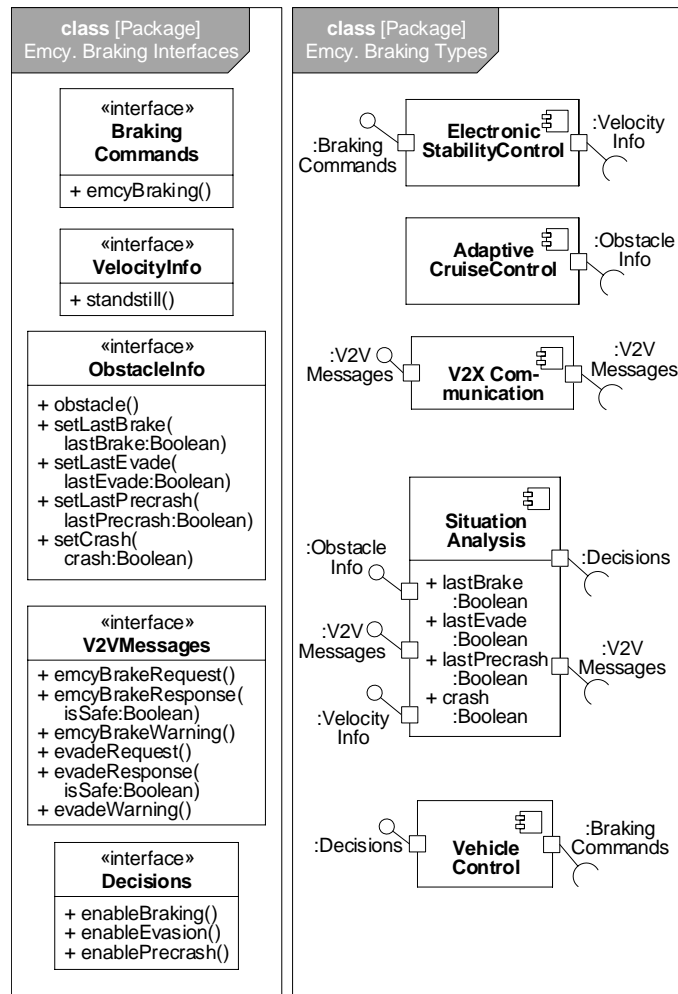 class [Package]
Emcy. Braking Interfaces
«interface»
Braking
Commands
+ emcyBraking()
«interface»
VelocityInfo
+ standstill()
«interface»
ObstacleInfo
+ obstacle()
+ setLastBrake(
lastBrake:Boolean)
+ setLastEvade(
lastEvade:Boolean)
+ setLastPrecrash(
lastPrecrash:Boolean)
+ setCrash(
crash:Boolean)
«interface»
V2VMessages
+ emcyBrakeRequest()
+ emcyBrakeResponse(
isSafe:Boolean)
+ emcyBrakeWarning()
+ evadeRequest()
+ evadeResponse(
isSafe:Boolean)
+ evadeWarning()
«interface»
Decisions
+ enableBraking()
+ enableEvasion()
+ enablePrecrash()
class [Package]
Emcy. Braking Types
:Braking
Commands
Electronic
StabilityControl
:Velocity
Info
Adaptive
CruiseControl
:Obstacle
Info
:V2V
Messages
V2X Com-
munication
:V2V
Messages
Situation
Analysis
+ lastBrake
:Boolean
+ lastEvade
:Boolean
+ lastPrecrash
:Boolean
+ crash
:Boolean
:Obstacle
Info
:V2V
Messages
:Velocity
Info
:Decisions
:V2V
Messages
:Decisions
Vehicle
Control
:Braking
Commands